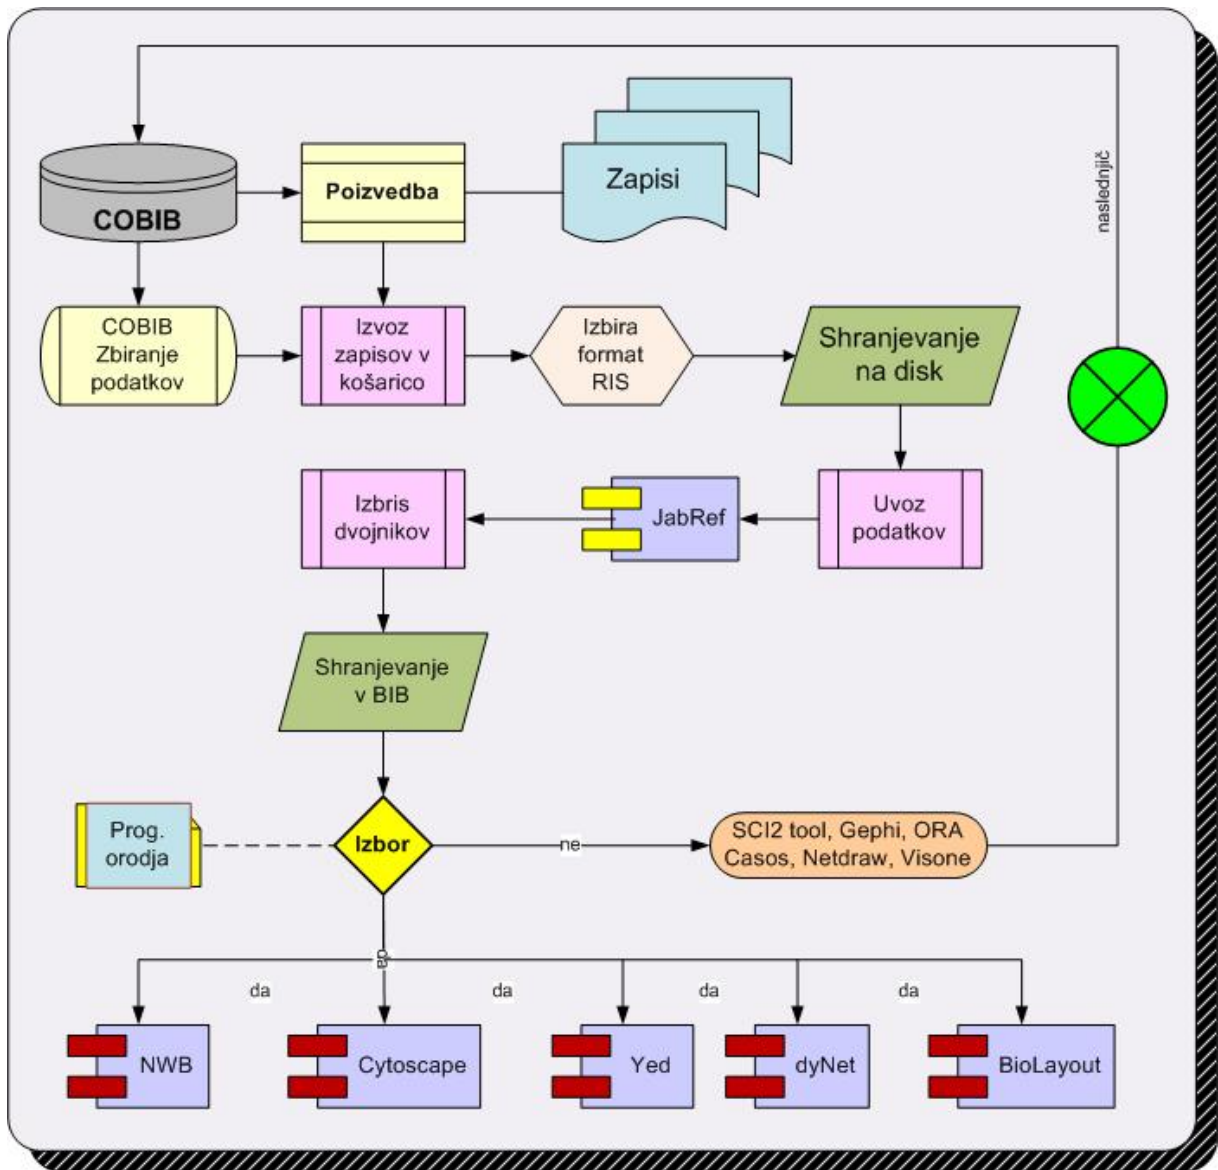 naslednjič
COBIB
Poizvedba
Zapisi
COBIB
Zbiranje
podatkov
Izvoz
zapisov v
košarico
Izbira
format
RIS
Shranjevanje
na disk
Izbris
dvojnikov
JabRef
Uvoz
podatkov
Shranjevanje
v BIB
Prog.
orodja
Izbor
ne
SCI2 tool, Gephi, ORA
Casos, Netdraw, Visone
da
da
da
da
da
NWB
Cytoscape
Yed
dyNet
BioLayout